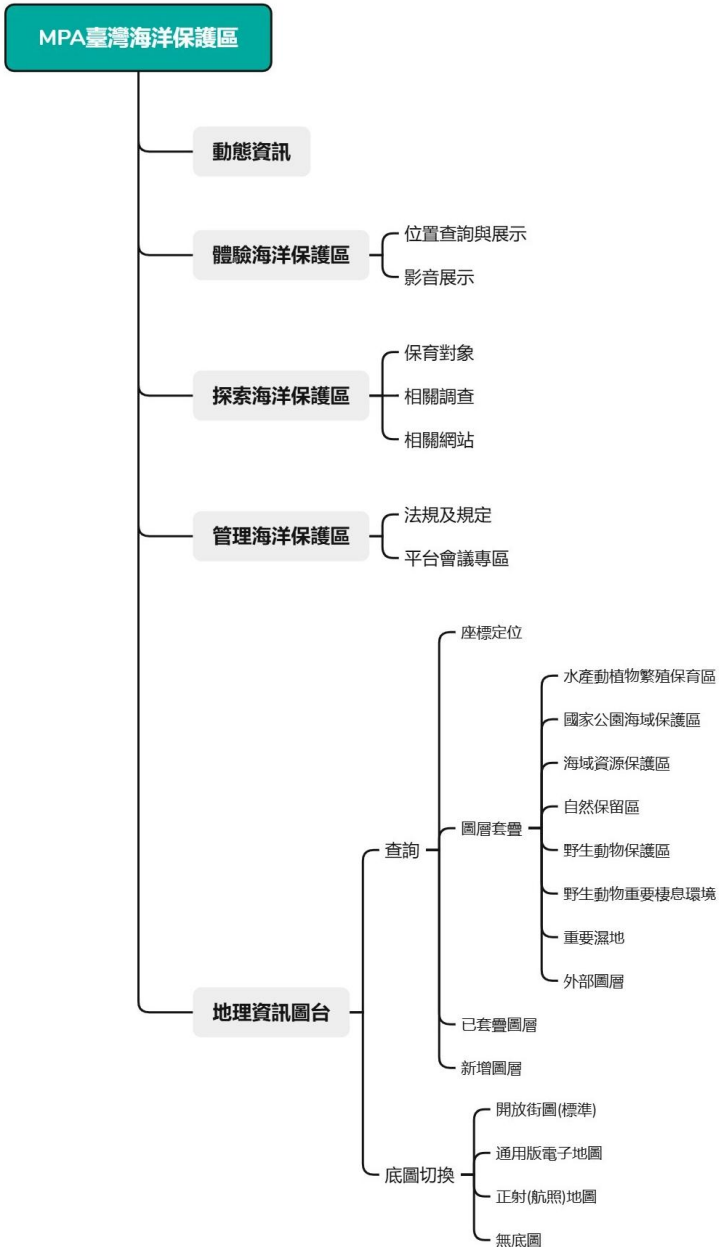 MPA臺灣海洋保護區
動態資訊
體驗海洋保護區
位置查詢與展示
影音展示
探索海洋保護區
保育對象
相關調查
相關網站
管理海洋保護區
法規及規定
平台會議專區
地理資訊圖台
查詢
座標定位
圖層套疊
水產動植物繁殖保育區
國家公園海域保護區
海域資源保護區
自然保留區
野生動物保護區
野生動物重要棲息環境
重要濕地
外部圖層
已套疊圖層
新增圖層
底圖切換
開放街圖(標準)
通用版電子地圖
正射(航照)地圖
無底圖